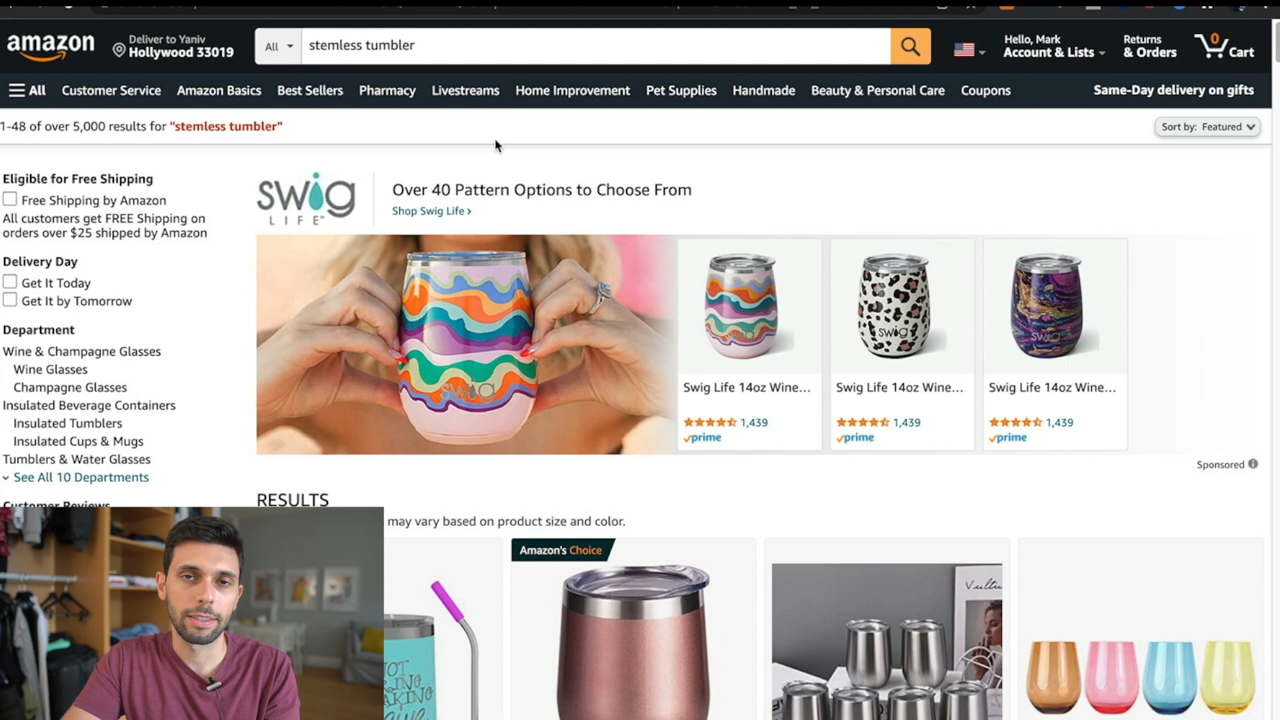 amazon
Deliver to Yaniv
Hollywood 33019
All
stemless tumbler
Hello, Mark
Account & Lists
Returns
& Orders
0
Cart
All
Customer Service
Amazon Basics
Best Sellers
Pharmacy
Livestreams
Home Improvement
Pet Supplies
Handmade
Beauty & Personal Care
Coupons
Same-Day delivery on gifts
1-48 of over 5,000 results for "stemless tumbler"
Sort by: Featured
Eligible for Free Shipping
Free Shipping by Amazon
All customers get FREE Shipping on
orders over $25 shipped by Amazon
Delivery Day
Get It Today
Get It by Tomorrow
Department
Wine & Champagne Glasses
Wine Glasses
Champagne Glasses
Insulated Beverage Containers
Insulated Tumblers
Insulated Cups & Mugs
Tumblers & Water Glasses
See All 10 Departments
Customer Reviews
swig
LIFE™
Over 40 Pattern Options to Choose From
Shop Swig Life ›
swig
swig
swig
Swig Life 14oz Wine...
1,439
prime
Swig Life 14oz Wine...
1,439
prime
Swig Life 14oz Wine...
1,439
prime
Sponsored
RESULTS
may vary based on product size and color.
Amazon's Choice